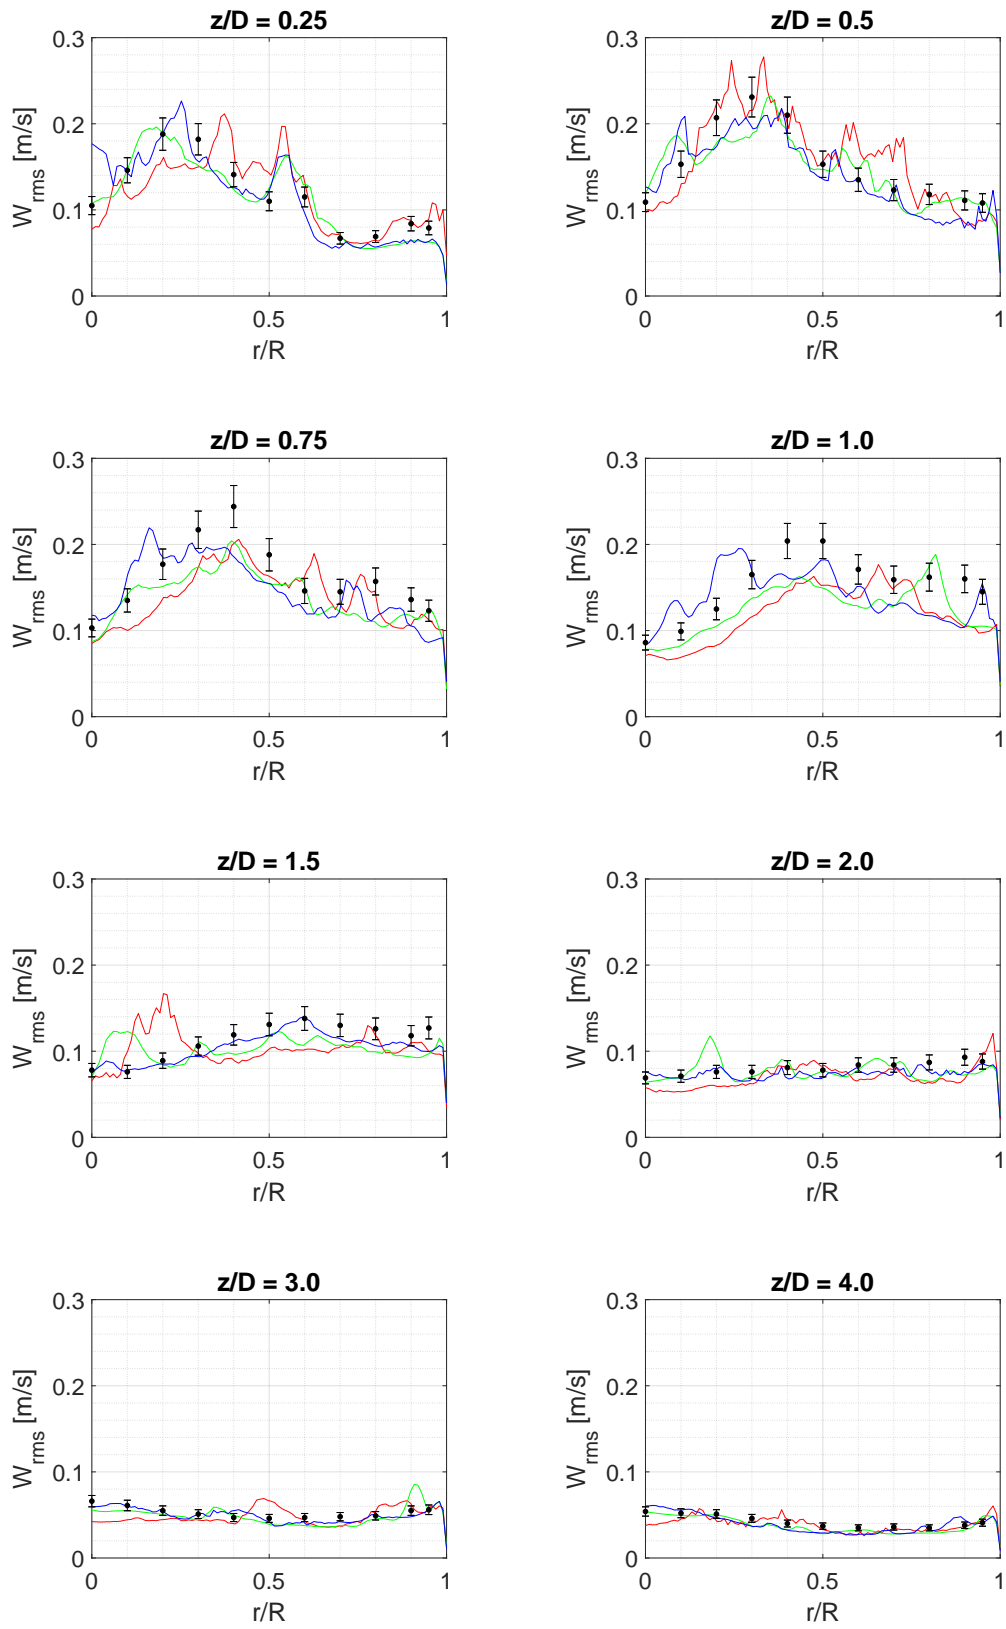 z/D = 0.25
0.3
0.2
0.1
0
W_rms [m/s]
0
0.5
1
r/R
z/D = 0.5
0.3
0.2
0.1
0
W_rms [m/s]
0
0.5
1
r/R
z/D = 0.75
0.3
0.2
0.1
0
W_rms [m/s]
0
0.5
1
r/R
z/D = 1.0
0.3
0.2
0.1
0
W_rms [m/s]
0
0.5
1
r/R
z/D = 1.5
0.3
0.2
0.1
0
W_rms [m/s]
0
0.5
1
r/R
z/D = 2.0
0.3
0.2
0.1
0
W_rms [m/s]
0
0.5
1
r/R
z/D = 3.0
0.3
0.2
0.1
0
W_rms [m/s]
0
0.5
1
r/R
z/D = 4.0
0.3
0.2
0.1
0
W_rms [m/s]
0
0.5
1
r/R